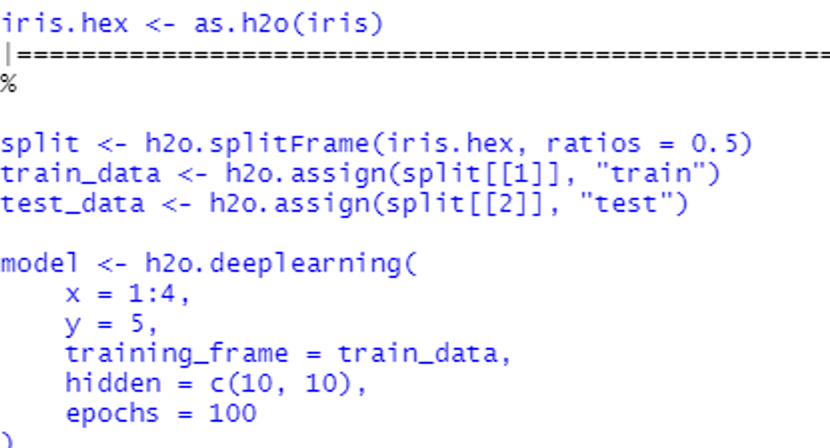 iris.hex <- as.h2o(iris)
|==================================================
%
split <- h2o.splitFrame(iris.hex, ratios = 0.5)
train_data <- h2o.assign(split[[1]], "train")
test_data <- h2o.assign(split[[2]], "test")
model <- h2o.deeplearning(
    x = 1:4,
    y = 5,
    training_frame = train_data,
    hidden = c(10, 10),
    epochs = 100
)